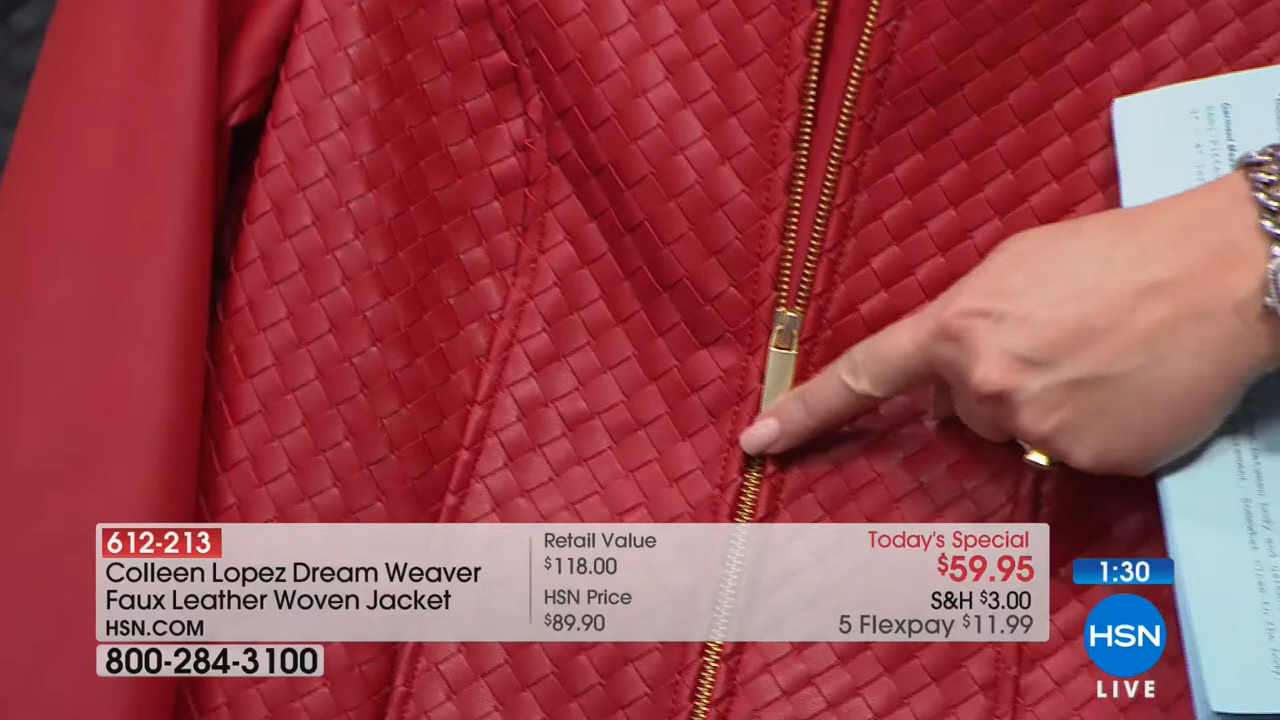 612-213
Colleen Lopez Dream Weaver
Faux Leather Woven Jacket
HSN.COM
800-284-3100
Retail Value
$118.00
HSN Price
$89.90
Today's Special
$59.95
S&H $3.00
5 Flexpay $11.99
1:30
HSN
LIVE